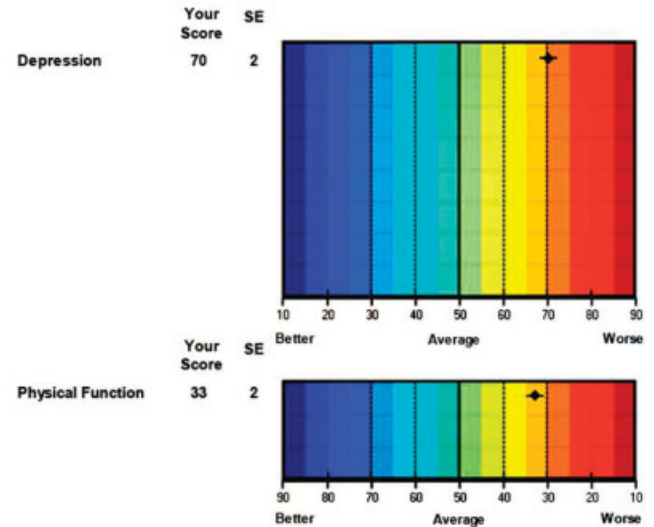 Your Score SE
Depression 70 2
10 20 30 40 50 60 70 80 90
Better Average Worse
Your Score SE
Physical Function 33 2
90 80 70 60 50 40 30 20 10
Better Average Worse